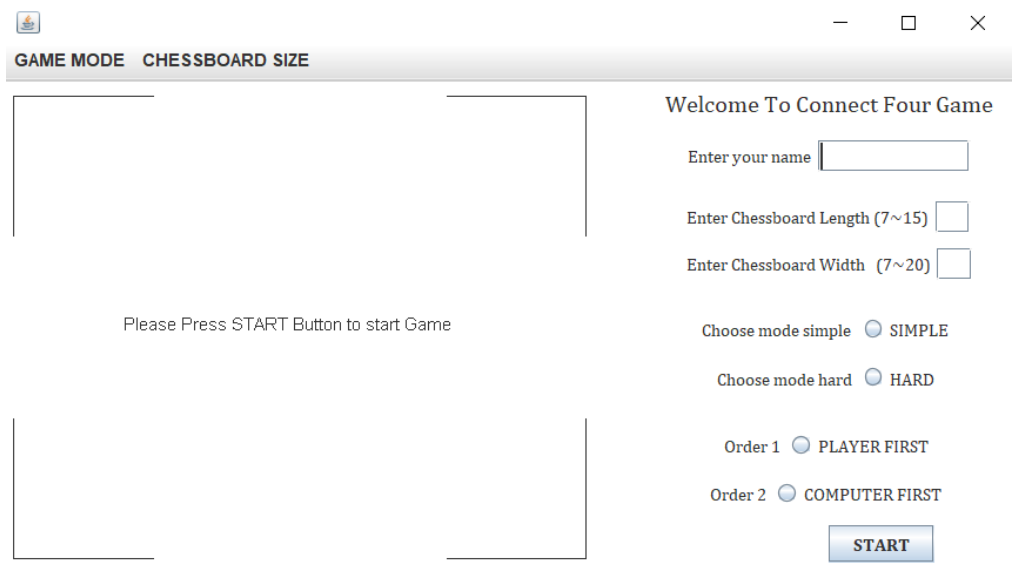 GAME MODE CHESSBOARD SIZE
Welcome To Connect Four Game
Enter your name
Enter Chessboard Length (7~15)
Enter Chessboard Width (7~20)
Please Press START Button to start Game
Choose mode simple SIMPLE
Choose mode hard HARD
Order 1 PLAYER FIRST
Order 2 COMPUTER FIRST
START